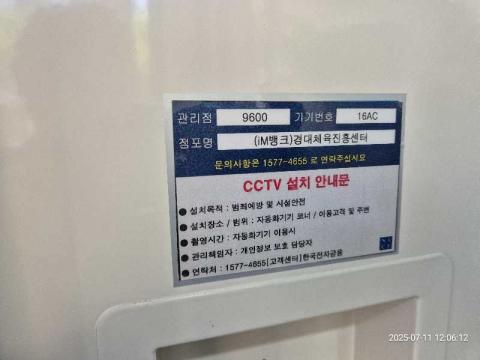 관리점 9600 기기번호 16AC
점포명 (iM뱅크)경대체육진흥센터
문의사항은 1577-4655 로 연락주십시요
CCTV 설치 안내문
● 설치목적 : 범죄예방 및 시설안전
● 설치장소 / 범위 : 자동화기기 코너 / 이용고객 및 주변
● 촬영시간 : 자동화기기 이용시
● 관리책임자 : 개인정보 보호 담당자
● 연락처 : 1577-4655[고객센터]한국전자금융
2025-07-11 12:06:12